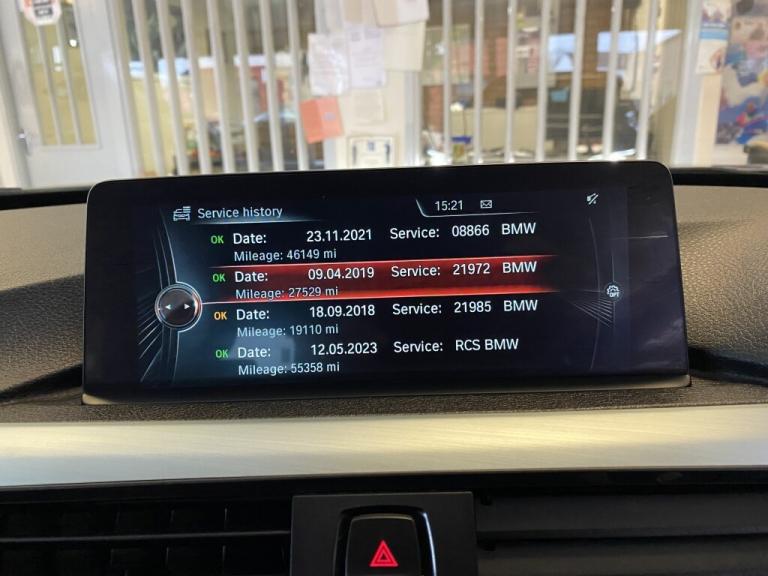 Service history
15:21
OK Date: 23.11.2021 Service: 08866 BMW
Mileage: 46149 mi
OK Date: 09.04.2019 Service: 21972 BMW
Mileage: 27529 mi
OK Date: 18.09.2018 Service: 21985 BMW
Mileage: 19110 mi
OK Date: 12.05.2023 Service: RCS BMW
Mileage: 55358 mi
OPT